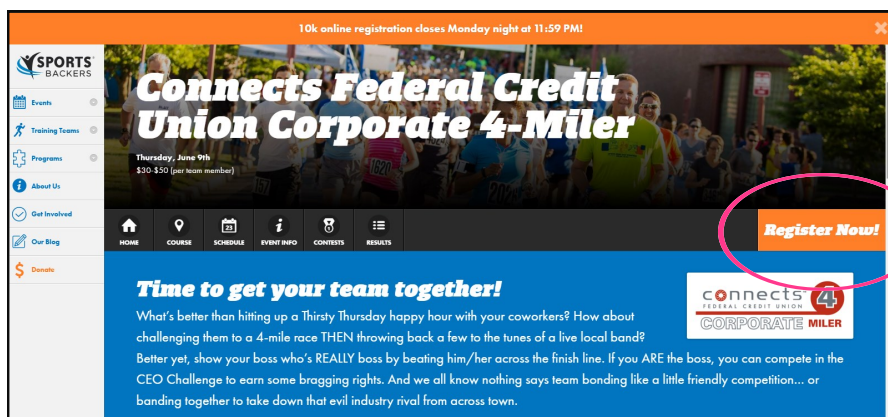 10k online registration closes Monday night at 11:59 PM!
SPORTS
BACKERS
Events
Training Teams
Programs
About Us
Get Involved
Our Blog
Donate
Connects Federal Credit
Union Corporate 4-Miler
Thursday, June 9th
$30-$50 (per team member)
HOME
COURSE
23
SCHEDULE
EVENT INFO
CONTESTS
RESULTS
Register Now!
Time to get your team together!
What's better than hitting up a Thirsty Thursday happy hour with your coworkers? How about
challenging them to a 4-mile race THEN throwing back a few to the tunes of a live local band?
Better yet, show your boss who's REALLY boss by beating him/her across the finish line. If you ARE the boss, you can compete in the
CEO Challenge to earn some bragging rights. And we all know nothing says team bonding like a little friendly competition... or
banding together to take down that evil industry rival from across town.
connects 4
FEDERAL CREDIT UNION
CORPORATE MILER